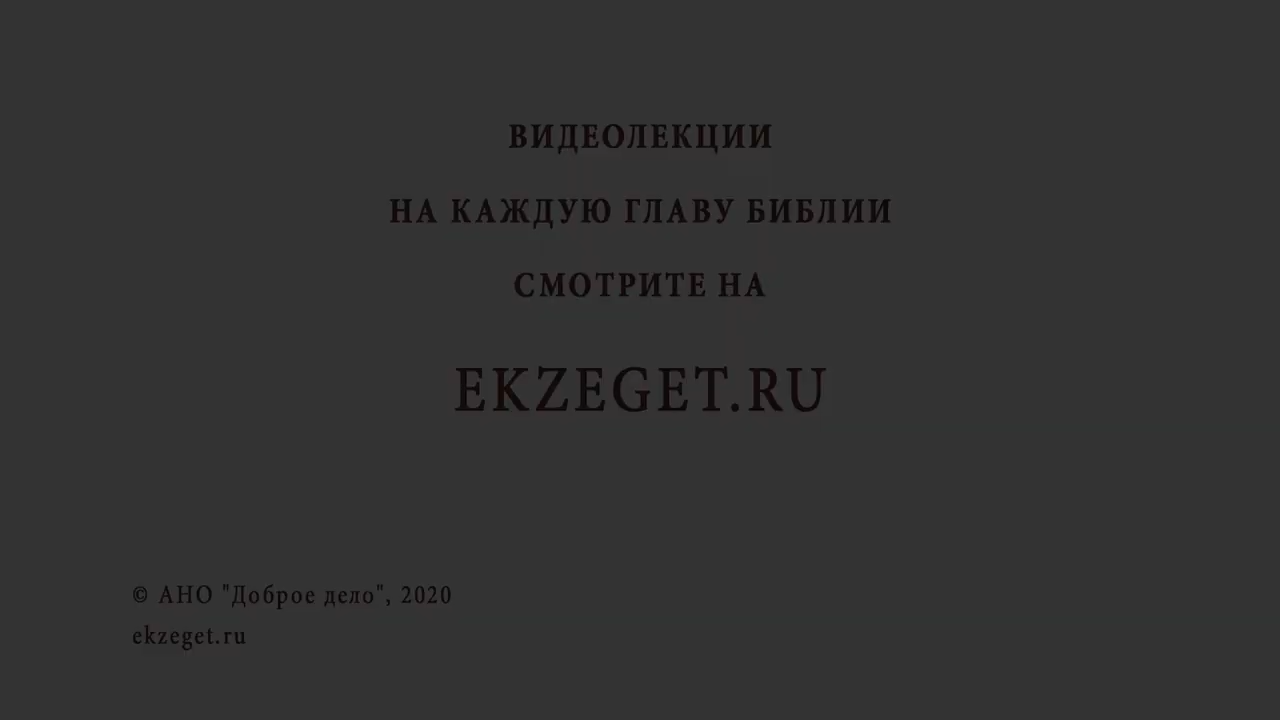 ВИДЕОЛЕКЦИИ
НА КАЖДУЮ ГЛАВУ БИБЛИИ
СМОТРИТЕ НА
EKZEGET.RU
© АНО "Доброе дело", 2020
ekzeget.ru